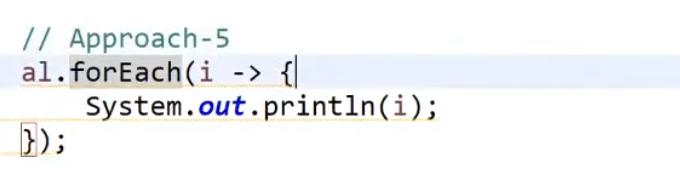 // Approach-5
al.forEach(i -> {
    System.out.println(i);
});